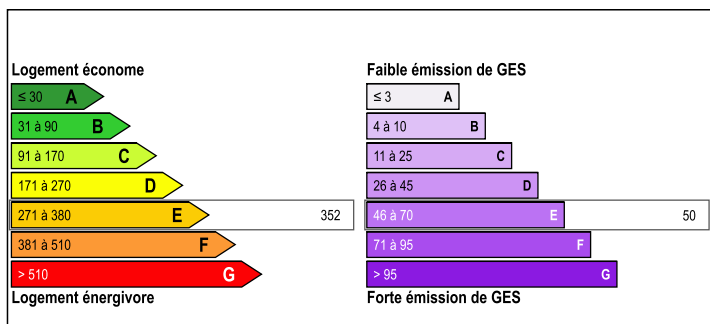 Logement économe
≤ 30 A
31 à 90 B
91 à 170 C
171 à 270 D
271 à 380 E 352
381 à 510 F
> 510 G
Logement énergivore
Faible émission de GES
≤ 3 A
4 à 10 B
11 à 25 C
26 à 45 D
46 à 70 E 50
71 à 95 F
> 95 G
Forte émission de GES